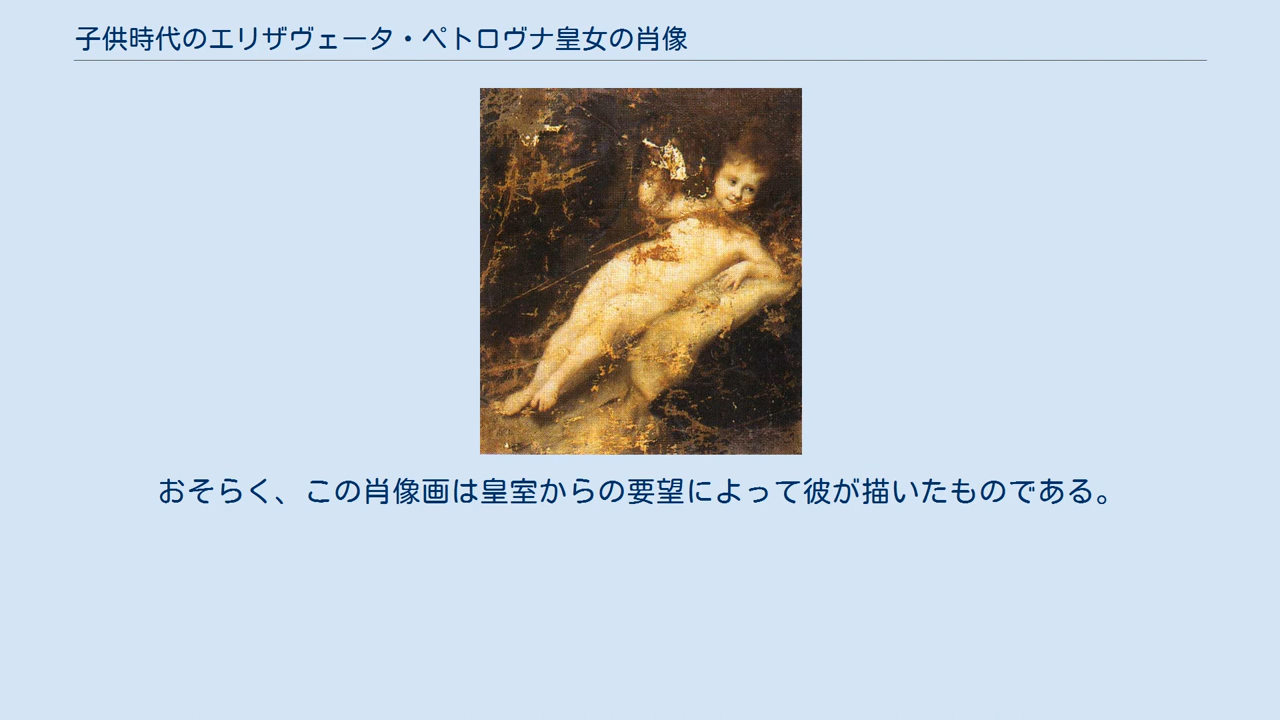 子供時代のエリザヴェータ・ペトロヴナ皇女の肖像
おそらく、この肖像画は皇室からの要望によって彼が描いたものである。